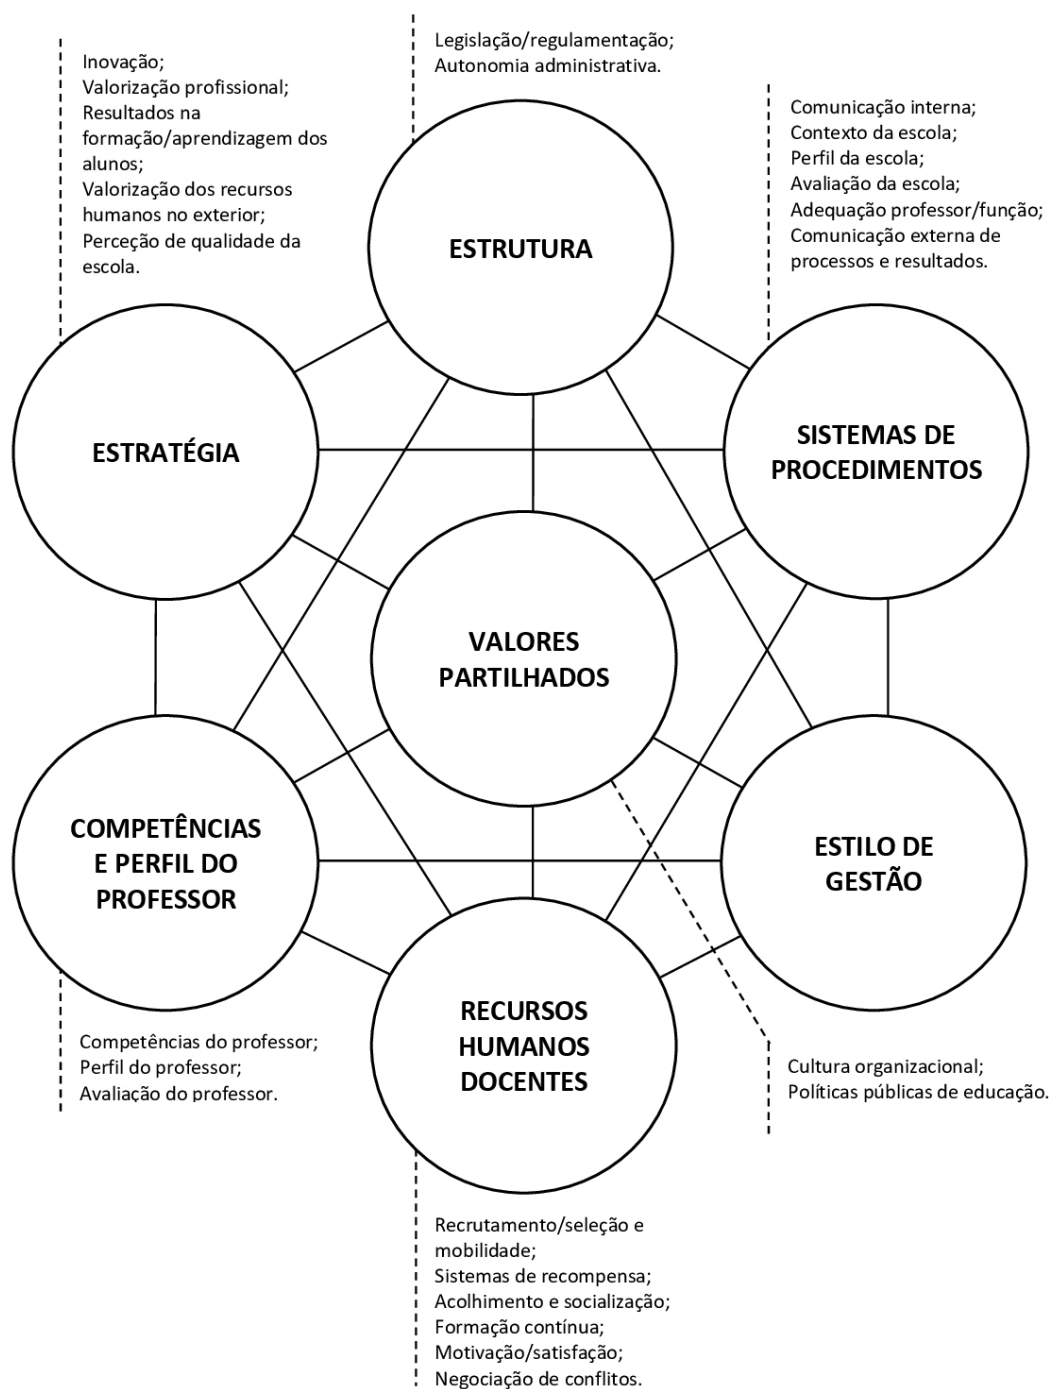 Legislação/regulamentação;
Autonomia administrativa.
Inovação;
Valorização profissional;
Resultados na
formação/aprendizagem dos
alunos;
Valorização dos recursos
humanos no exterior;
Perceção de qualidade da
escola.
Comunicação interna;
Contexto da escola;
Perfil da escola;
Avaliação da escola;
Adequação professor/função;
Comunicação externa de
processos e resultados.
ESTRUTURA
ESTRATÉGIA
SISTEMAS DE
PROCEDIMENTOS
VALORES
PARTILHADOS
COMPETÊNCIAS
E PERFIL DO
PROFESSOR
ESTILO DE
GESTÃO
RECURSOS
HUMANOS
DOCENTES
Competências do professor;
Perfil do professor;
Avaliação do professor.
Cultura organizacional;
Políticas públicas de educação.
Recrutamento/seleção e
mobilidade;
Sistemas de recompensa;
Acolhimento e socialização;
Formação contínua;
Motivação/satisfação;
Negociação de conflitos.